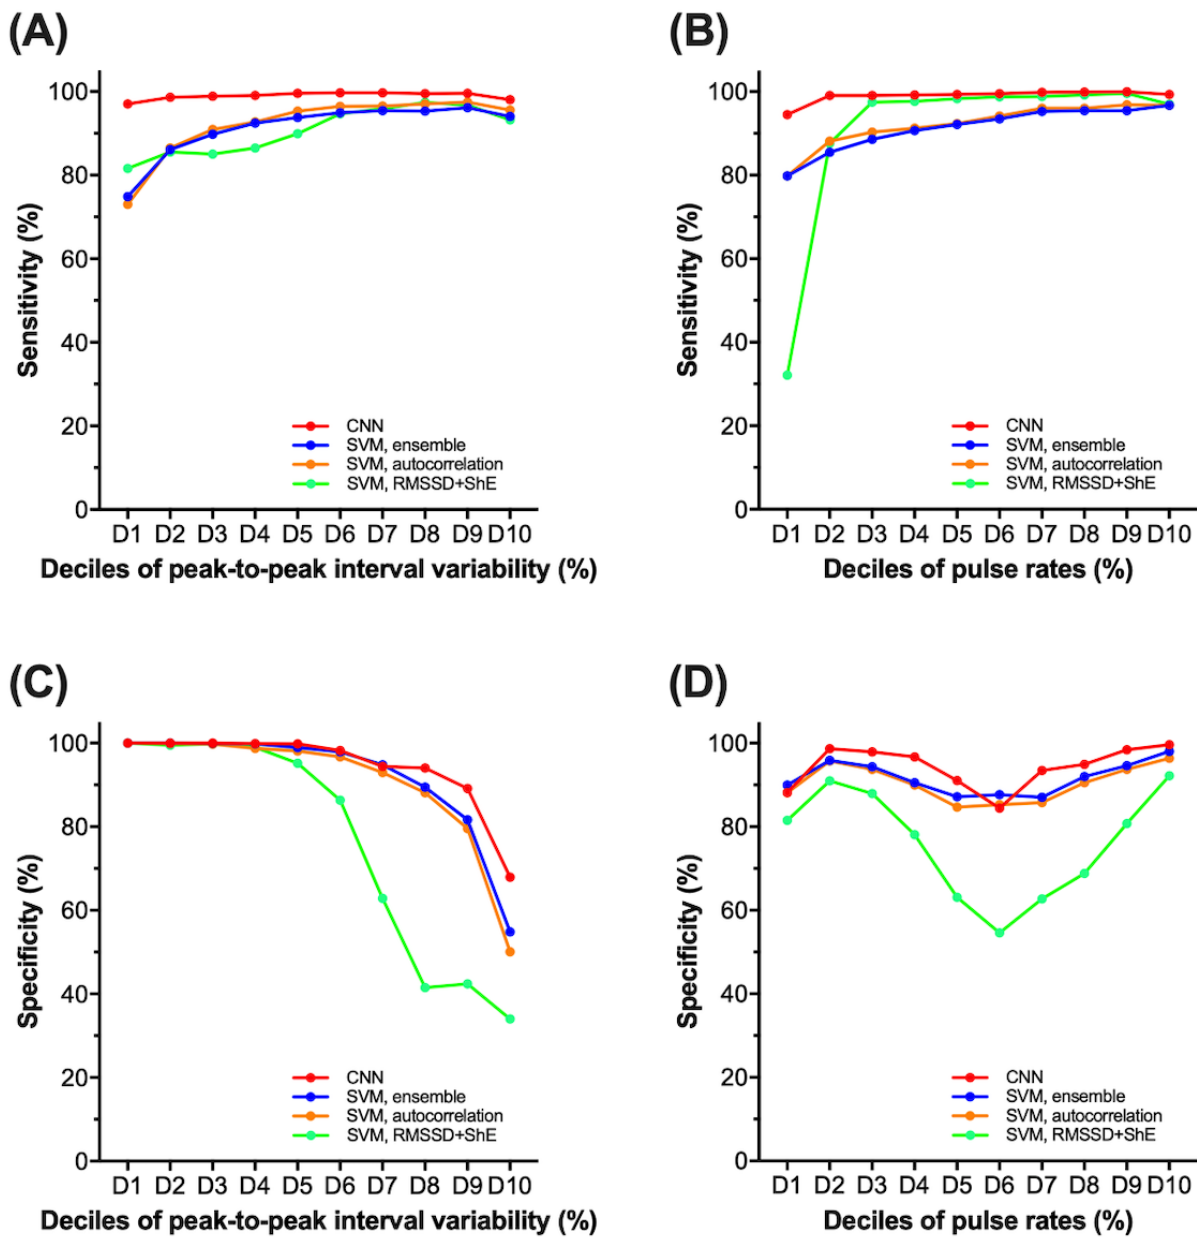 (A)
Sensitivity (%)
100
80
60
40
20
0
CNN
SVM, ensemble
SVM, autocorrelation
SVM, RMSSD+ShE
D1 D2 D3 D4 D5 D6 D7 D8 D9 D10
Deciles of peak-to-peak interval variability (%)
(B)
Sensitivity (%)
100
80
60
40
20
0
CNN
SVM, ensemble
SVM, autocorrelation
SVM, RMSSD+ShE
D1 D2 D3 D4 D5 D6 D7 D8 D9 D10
Deciles of pulse rates (%)
(C)
Specificity (%)
100
80
60
40
20
0
CNN
SVM, ensemble
SVM, autocorrelation
SVM, RMSSD+ShE
D1 D2 D3 D4 D5 D6 D7 D8 D9 D10
Deciles of peak-to-peak interval variability (%)
(D)
Specificity (%)
100
80
60
40
20
0
CNN
SVM, ensemble
SVM, autocorrelation
SVM, RMSSD+ShE
D1 D2 D3 D4 D5 D6 D7 D8 D9 D10
Deciles of pulse rates (%)